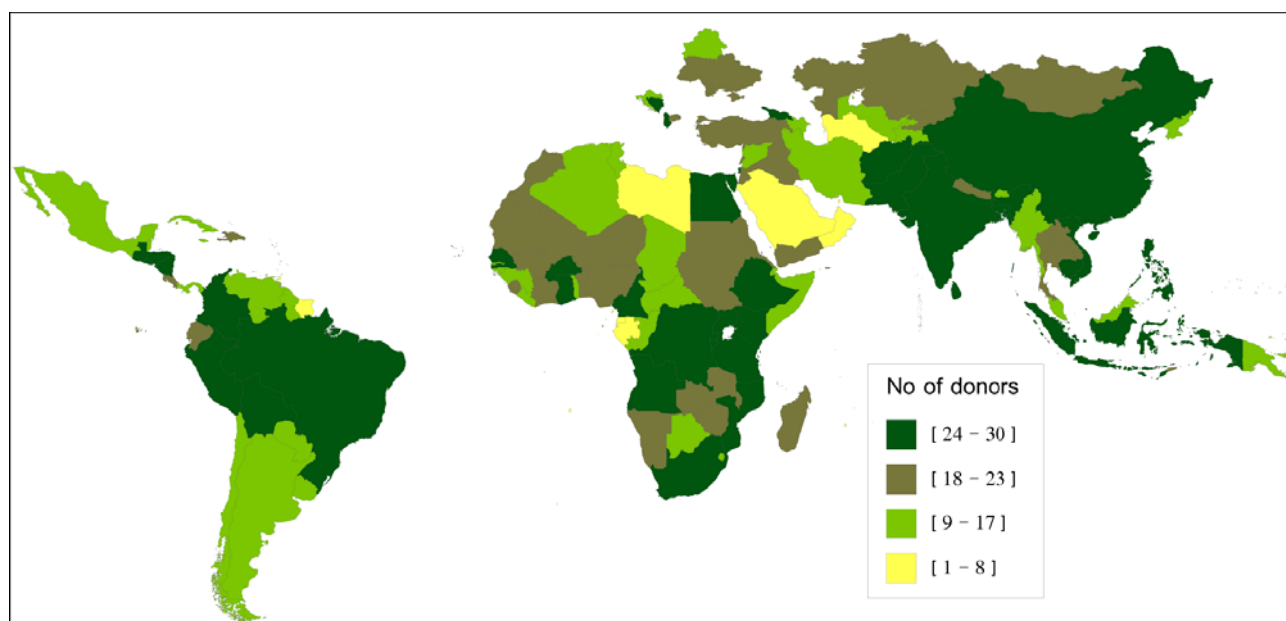 No of donors
[ 24 – 30 ]
[ 18 – 23 ]
[ 9 – 17 ]
[ 1 – 8 ]